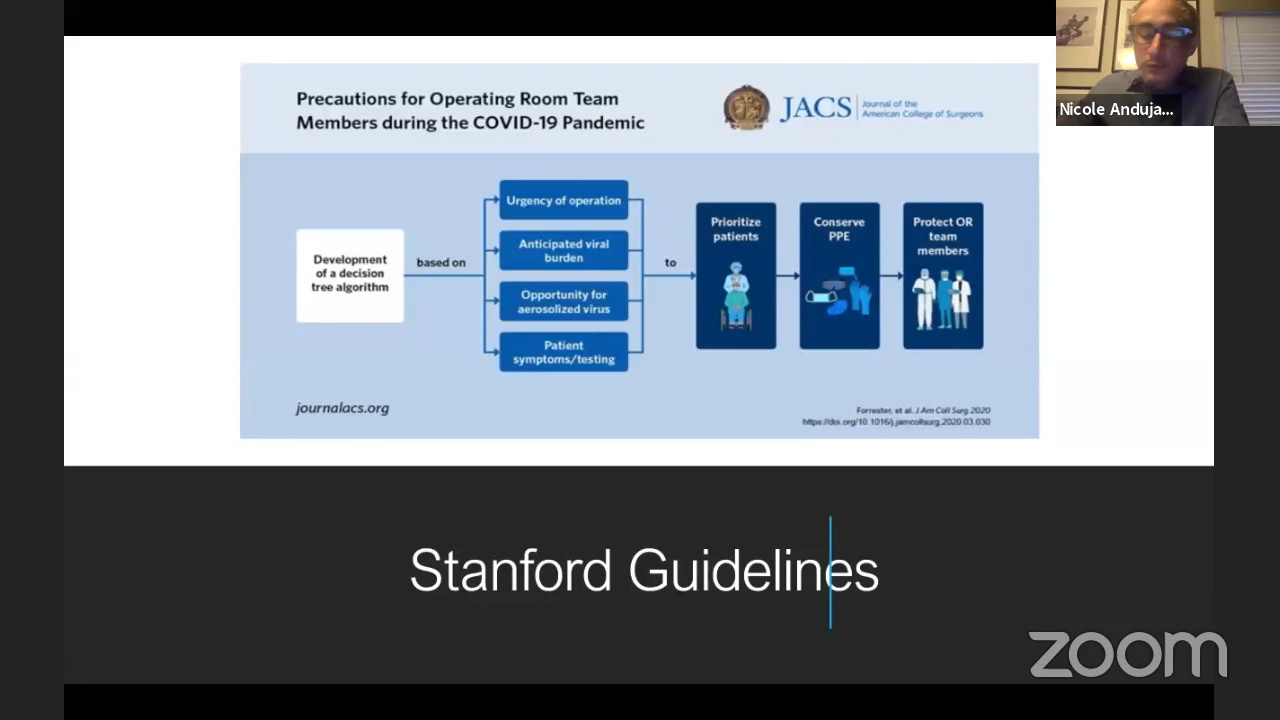 Precautions for Operating Room Team
Members during the COVID-19 Pandemic
JACS
Journal of the
American College of Surgeons
Nicole Anduja...
Development
of a decision
tree algorithm
based on
Urgency of operation
Anticipated viral
burden
Opportunity for
aerosolized virus
Patient
symptoms/testing
to
Prioritize
patients
Conserve
PPE
Protect OR
team
members
journalacs.org
Forrester, et al. J Am Coll Surg 2020
https://doi.org/10.1016/j.jamcollsurg.2020.03.030
Stanford Guidelines
zoom